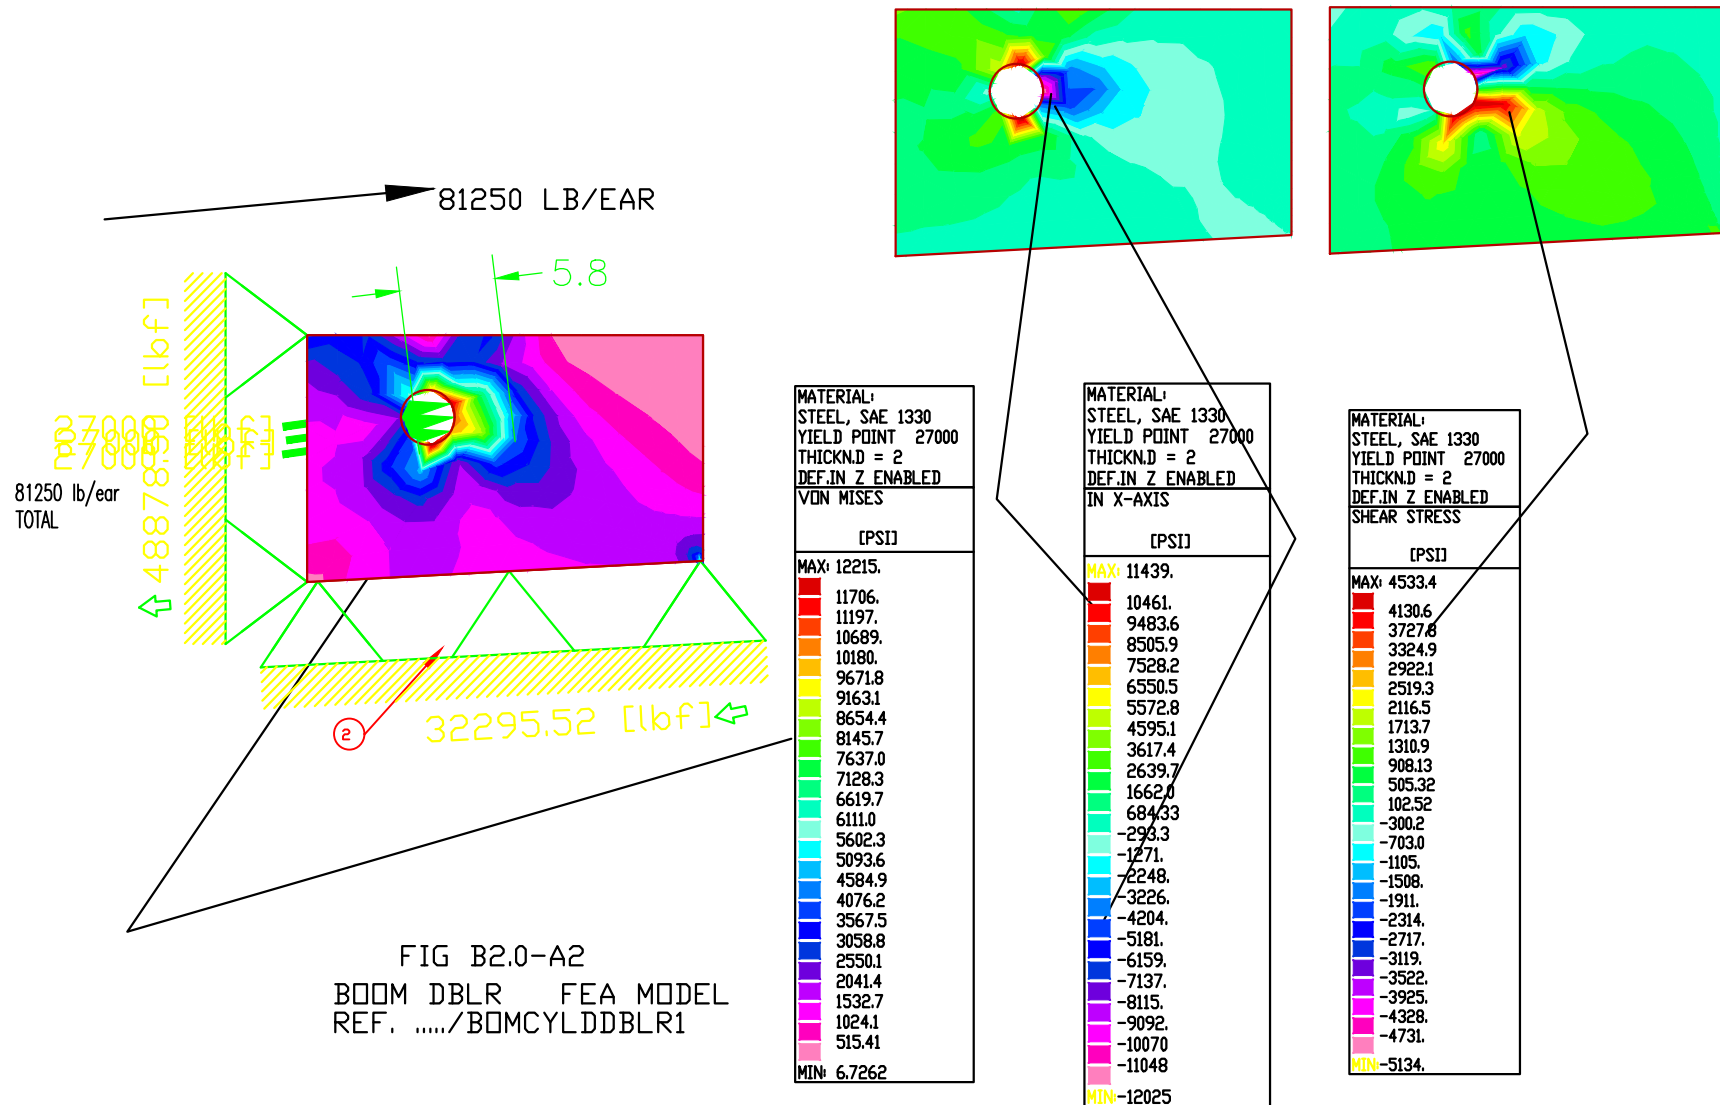 81250 LB/EAR
5.8
48878. [lbf]
27000. [lbf]
27000. [lbf]
27000. [lbf]
81250 lb/ear
TOTAL
2
32295.52 [lbf]
FIG B2.0-A2
BOOM DBLR FEA MODEL
REF. ...../BOMCYLDDBLR1
MATERIAL:
STEEL, SAE 1330
YIELD POINT 27000
THICKN.D = 2
DEF.IN Z ENABLED
VON MISES
[PSI]
MAX: 12215.
11706.
11197.
10689.
10180.
9671.8
9163.1
8654.4
8145.7
7637.0
7128.3
6619.7
6111.0
5602.3
5093.6
4584.9
4076.2
3567.5
3058.8
2550.1
2041.4
1532.7
1024.1
515.41
MIN: 6.7262
MATERIAL:
STEEL, SAE 1330
YIELD POINT 27000
THICKN.D = 2
DEF.IN Z ENABLED
IN X-AXIS
[PSI]
MAX: 11439.
10461.
9483.6
8505.9
7528.2
6550.5
5572.8
4595.1
3617.4
2639.7
1662.0
684.33
-293.3
-1271.
-2248.
-3226.
-4204.
-5181.
-6159.
-7137.
-8115.
-9092.
-10070
-11048
MIN: -12025
MATERIAL:
STEEL, SAE 1330
YIELD POINT 27000
THICKN.D = 2
DEF.IN Z ENABLED
SHEAR STRESS
[PSI]
MAX: 4533.4
4130.6
3727.8
3324.9
2922.1
2519.3
2116.5
1713.7
1310.9
908.13
505.32
102.52
-300.2
-703.0
-1105.
-1508.
-1911.
-2314.
-2717.
-3119.
-3522.
-3925.
-4328.
-4731.
MIN: -5134.